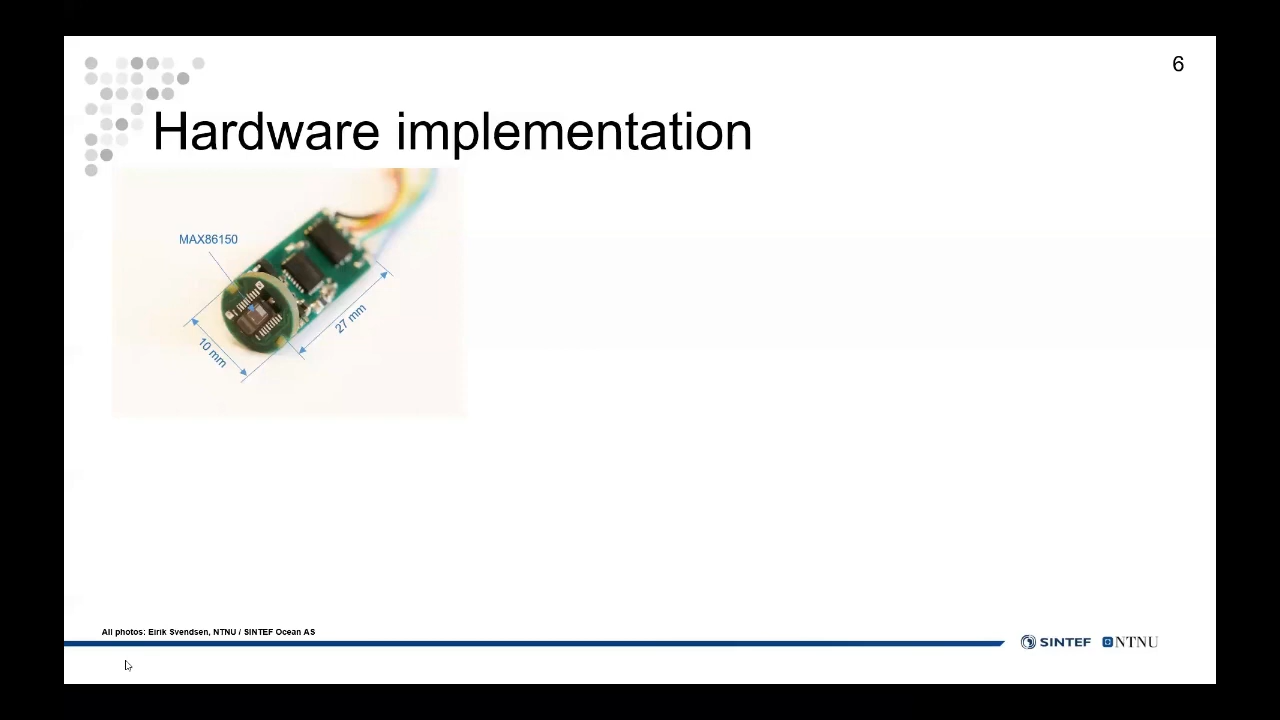 6
Hardware implementation
MAX86150
27 mm
10 mm
All photos: Eirik Svendsen, NTNU / SINTEF Ocean AS
SINTEF NTNU